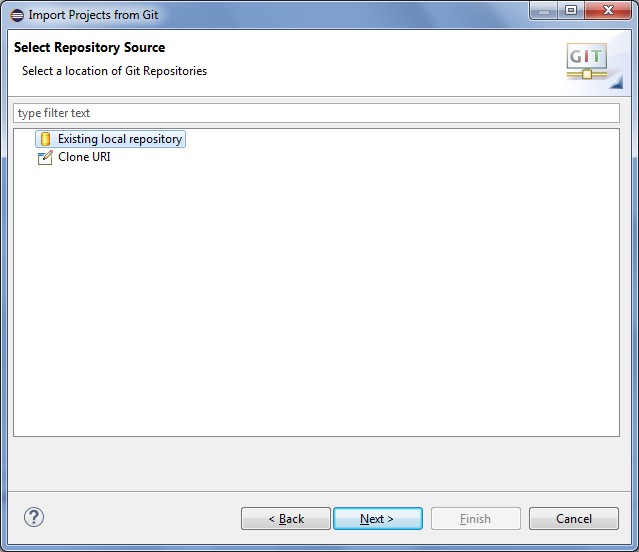 Import Projects from Git
Select Repository Source
Select a location of Git Repositories
GIT
type filter text
Existing local repository
Clone URI
?
< Back
Next >
Finish
Cancel